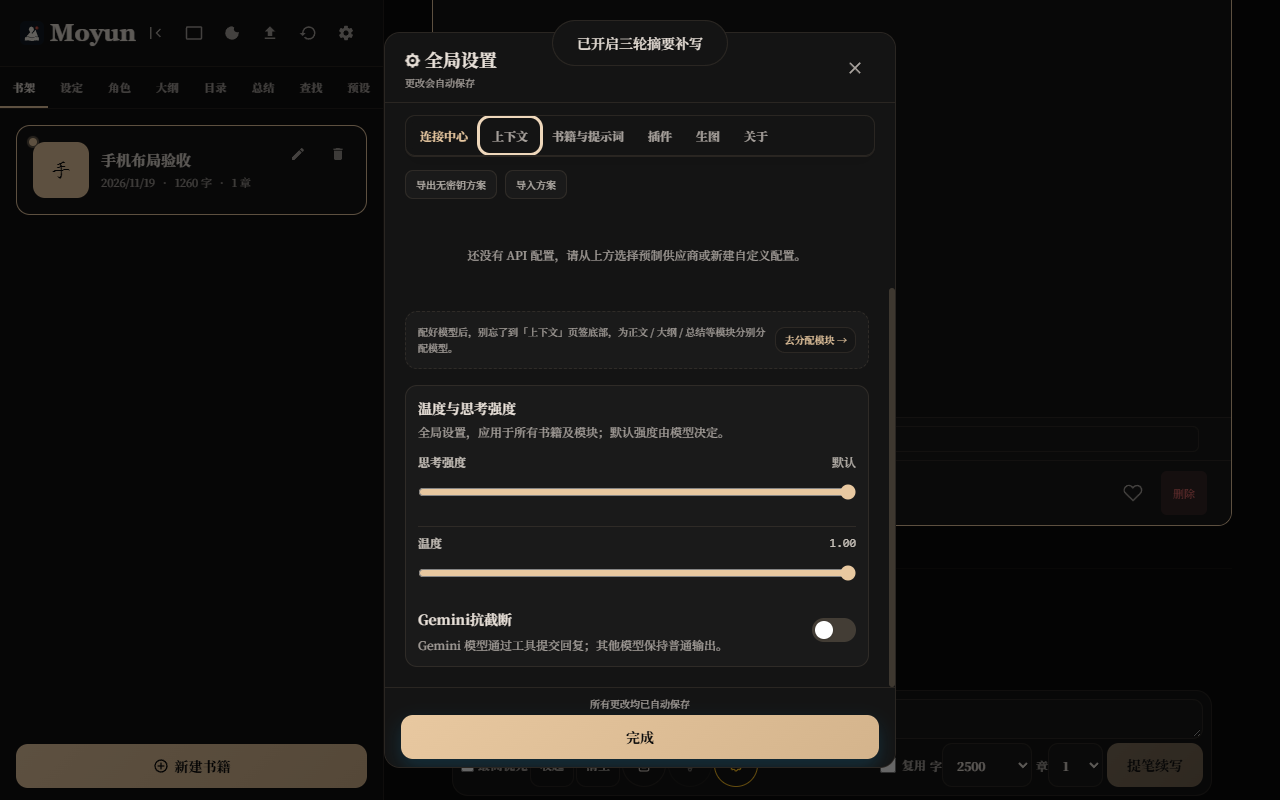 Moyun
书架 设定 角色 大纲 目录 总结 查找 预设
手
手机布局验收
2026/11/19 · 1260 字 · 1 章
新建书籍
已开启三轮摘要补写
全局设置
更改会自动保存
连接中心 上下文 书籍与提示词 插件 生图 关于
导出无密钥方案 导入方案
还没有 API 配置，请从上方选择预制供应商或新建自定义配置。
配好模型后，别忘了到「上下文」页签底部，为正文 / 大纲 / 总结等模块分别分
配模型。
去分配模块 →
温度与思考强度
全局设置，应用于所有书籍及模块；默认强度由模型决定。
思考强度 默认
温度 1.00
Gemini抗截断
Gemini 模型通过工具提交回复；其他模型保持普通输出。
所有更改均已自动保存
完成
删除
复用 字 2500 章 1 提笔续写